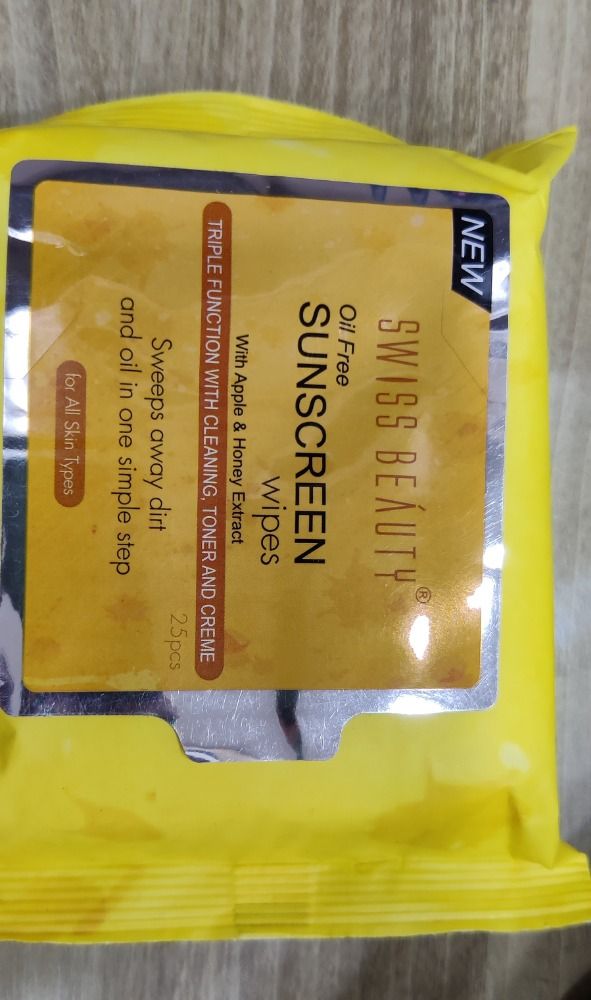 NEW
SWISS BEÁUTY®
Oil Free
SUNSCREEN
wipes
With Apple & Honey Extract
TRIPLE FUNCTION WITH CLEANING, TONER AND CREME
25pcs
Sweeps away dirt
and oil in one simple step
for All Skin Types